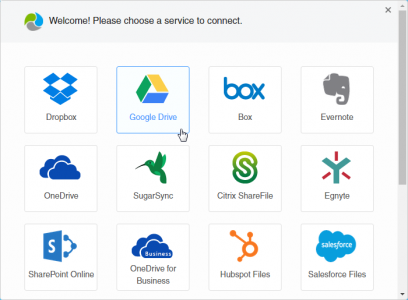 Welcome! Please choose a service to connect.
Dropbox
Google Drive
box
Box
Evernote
OneDrive
SugarSync
S
Citrix ShareFile
Egnyte
S
SharePoint Online
Business
OneDrive for
Business
Hubspot Files
salesforce
Salesforce Files